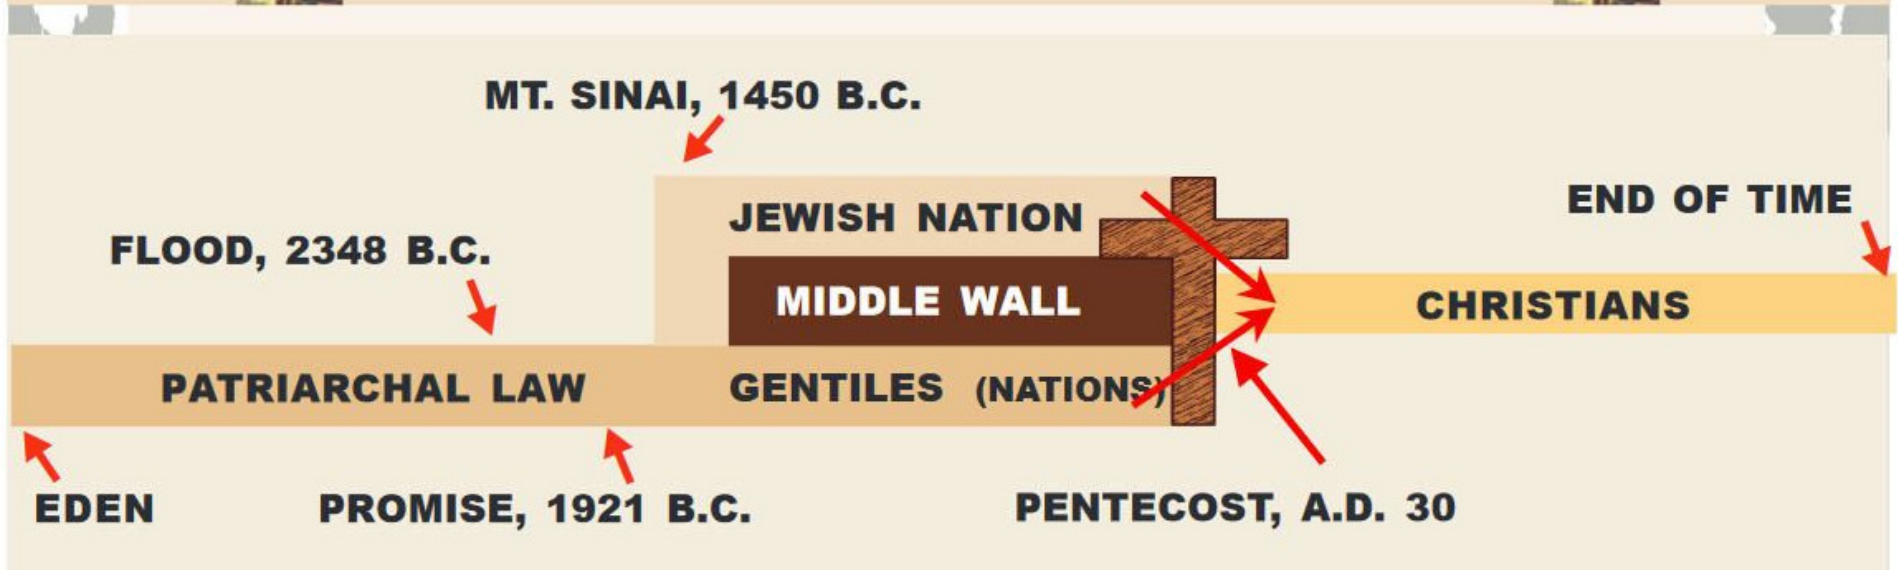 MT. SINAI, 1450 B.C.
END OF TIME
JEWISH NATION
FLOOD, 2348 B.C.
MIDDLE WALL
CHRISTIANS
PATRIARCHAL LAW
GENTILES (NATIONS)
EDEN
PROMISE, 1921 B.C.
PENTECOST, A.D. 30